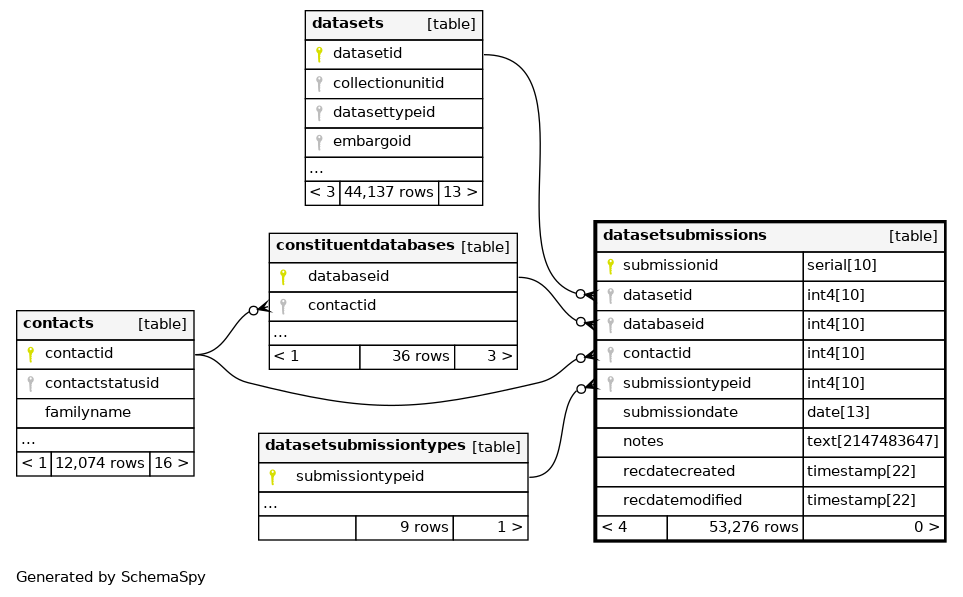 datasets [table]
datasetid
collectionunitid
datasettypeid
embargoid
...
< 3 44,137 rows 13 >
constituentdatabases [table]
databaseid
contactid
...
< 1 36 rows 3 >
contacts [table]
contactid
contactstatusid
familyname
...
< 1 12,074 rows 16 >
datasetsubmissiontypes [table]
submissiontypeid
...
9 rows 1 >
datasetsubmissions [table]
submissionid serial[10]
datasetid int4[10]
databaseid int4[10]
contactid int4[10]
submissiontypeid int4[10]
submissiondate date[13]
notes text[2147483647]
recdatecreated timestamp[22]
recdatemodified timestamp[22]
< 4 53,276 rows 0 >
Generated by SchemaSpy